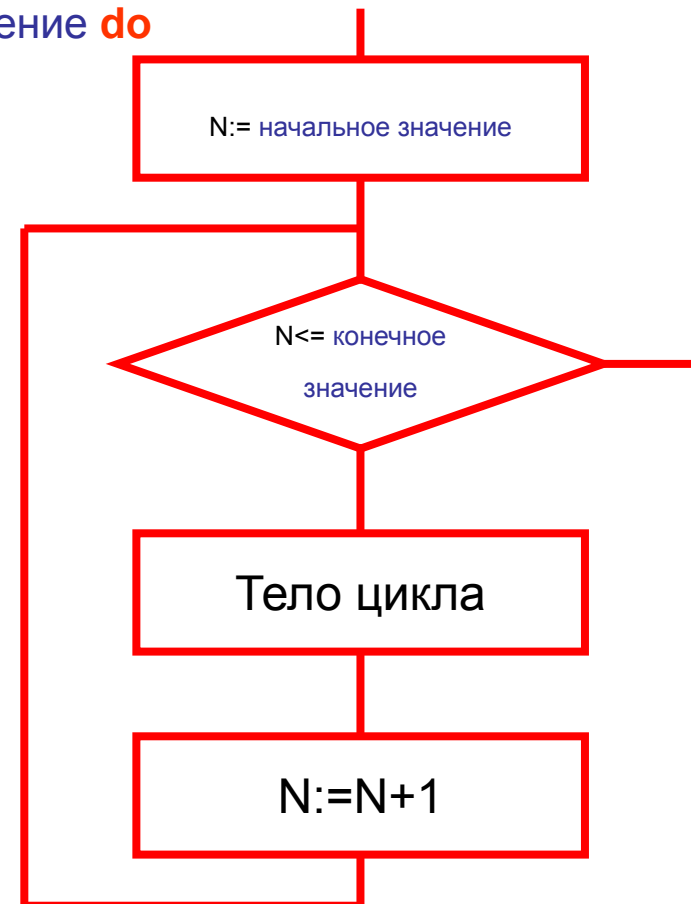 ение do
N:= начальное значение
N<= конечное
значение
Тело цикла
N:=N+1